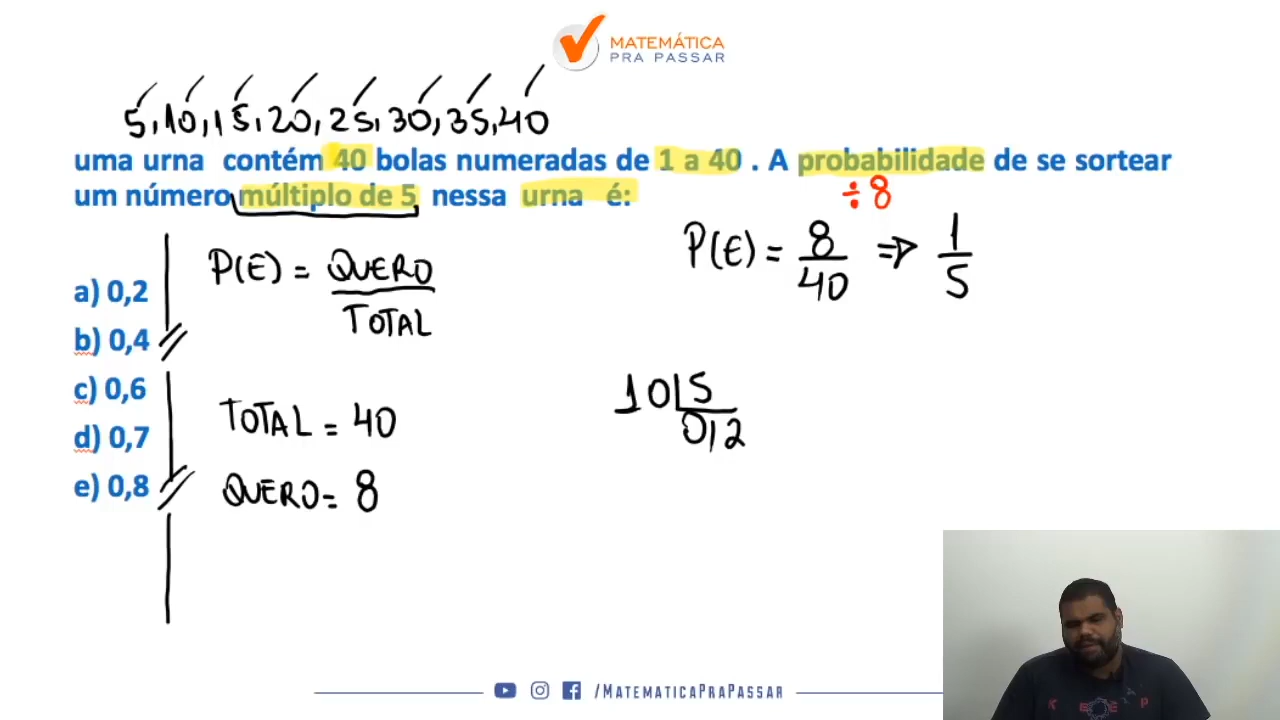 MATEMÁTICA
PRA PASSAR
5, 10, 15, 20, 25, 30, 35, 40
uma urna contém 40 bolas numeradas de 1 a 40 . A probabilidade de se sortear
um número múltiplo de 5 nessa urna é:
÷8
P(E) = QUERO
TOTAL
P(E) = 8/40 ⇒ 1/5
a) 0,2
b) 0,4
c) 0,6
d) 0,7
e) 0,8
TOTAL = 40
QUERO = 8
10 5
0,2
/MATEMATICAPRAPASSAR